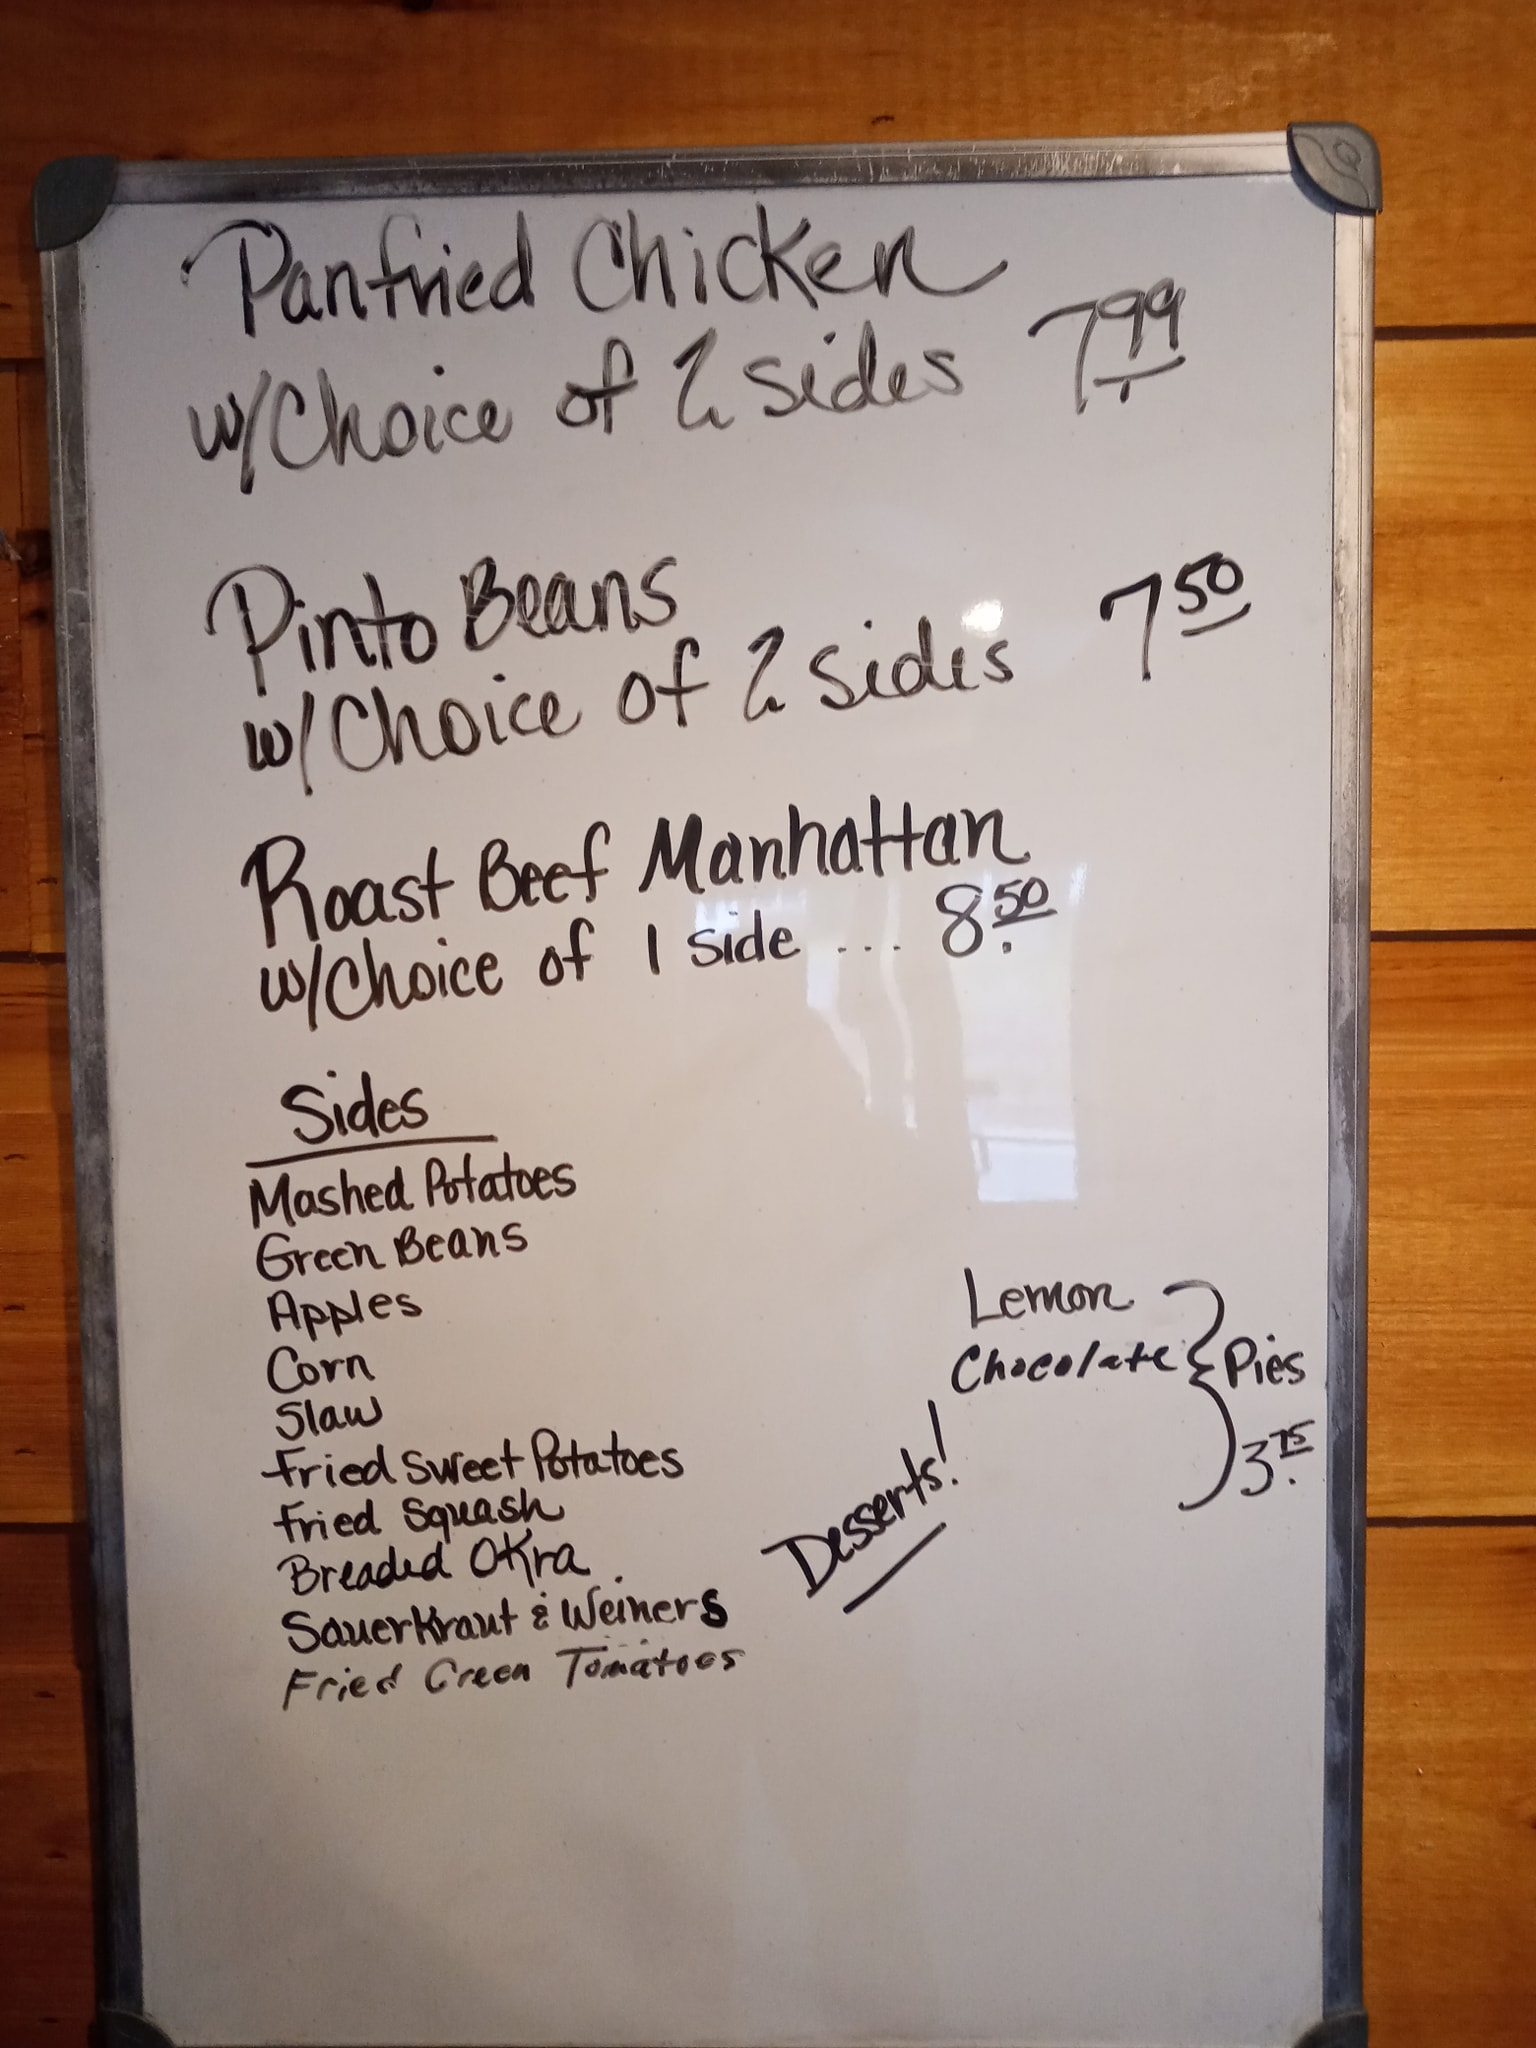 Panfried Chicken
w/Choice of 2 sides 7.99
Pinto Beans
w/Choice of 2 sides 7 50
Roast Beef Manhattan
w/Choice of 1 side ... 8.50
Sides
Mashed Potatoes
Green Beans
Apples
Corn
Slaw
Fried Sweet Potatoes
Fried Squash
Breaded Okra
Sauerkraut & Weiners
Fried Green Tomatoes
Desserts!
Lemon
Chocolate } Pies
3.75